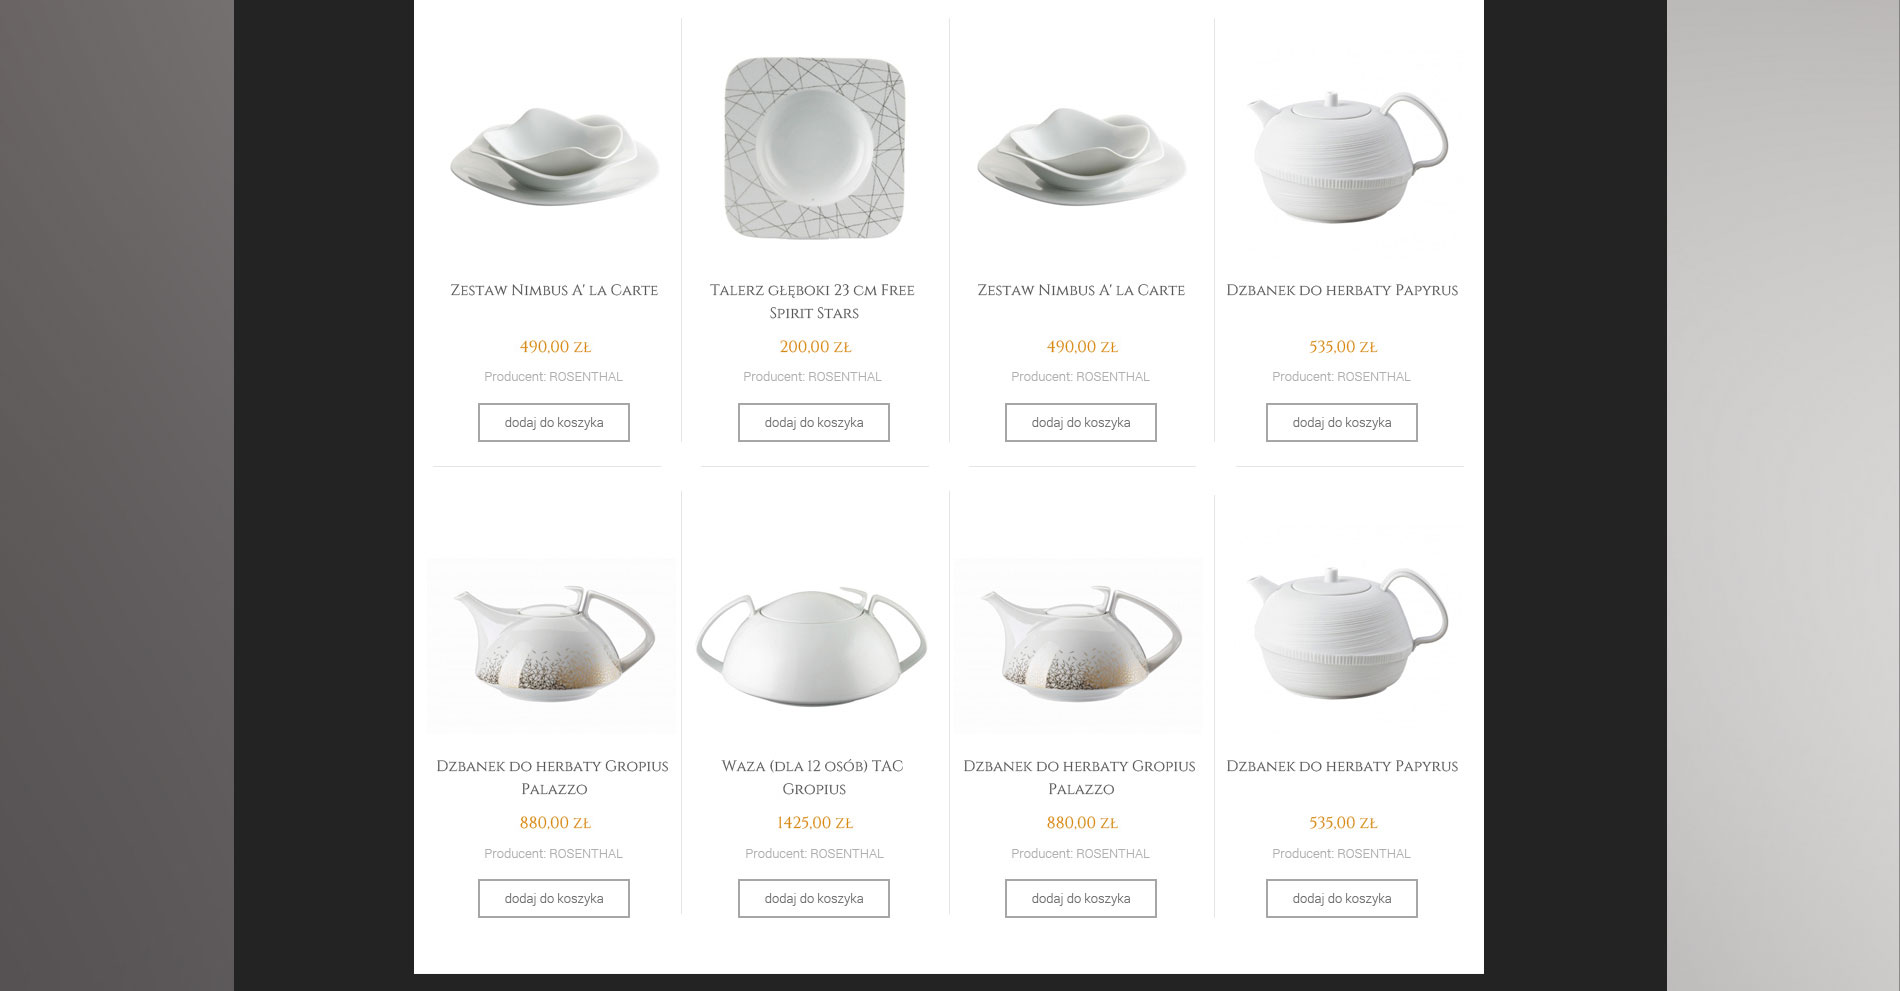 Zestaw Nimbus A' la Carte
490,00 zł
Producent: ROSENTHAL
dodaj do koszyka
Talerz głęboki 23 cm Free
Spirit Stars
200,00 zł
Producent: ROSENTHAL
dodaj do koszyka
Zestaw Nimbus A' la Carte
490,00 zł
Producent: ROSENTHAL
dodaj do koszyka
Dzbanek do herbaty Papyrus
535,00 zł
Producent: ROSENTHAL
dodaj do koszyka
Dzbanek do herbaty Gropius
Palazzo
880,00 zł
Producent: ROSENTHAL
dodaj do koszyka
Waza (dla 12 osób) TAC
Gropius
1425,00 zł
Producent: ROSENTHAL
dodaj do koszyka
Dzbanek do herbaty Gropius
Palazzo
880,00 zł
Producent: ROSENTHAL
dodaj do koszyka
Dzbanek do herbaty Papyrus
535,00 zł
Producent: ROSENTHAL
dodaj do koszyka